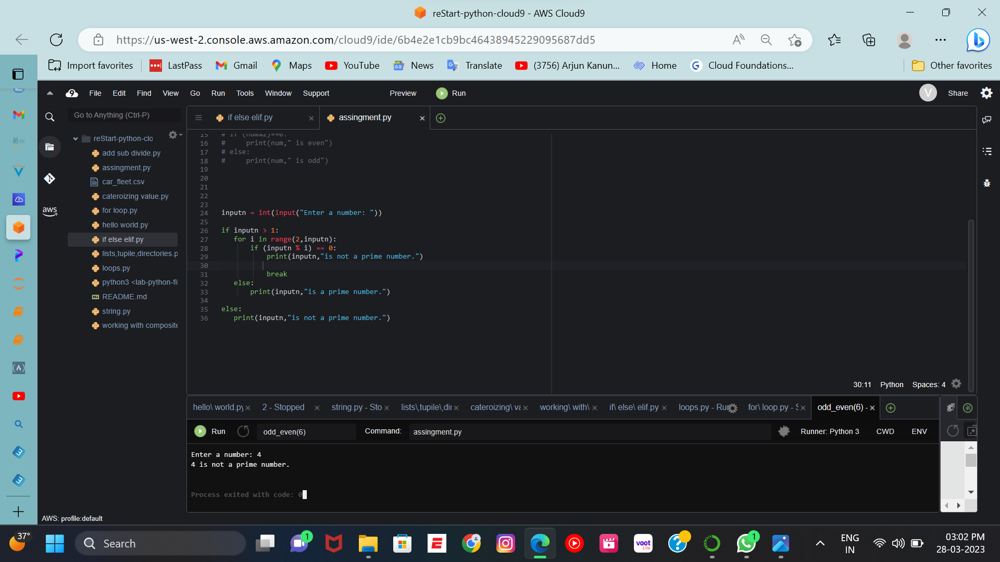 reStart-python-cloud9 - AWS Cloud9
https://us-west-2.console.aws.amazon.com/cloud9/ide/6b4e2e1cb9bc46438945229095687dd5
Import favorites LastPass Gmail Maps YouTube News Translate (3756) Arjun Kanun... Home Cloud Foundations... Other favorites
File Edit Find View Go Run Tools Window Support Preview Run V Share
Go to Anything (Ctrl-P)
if else elif.py assingment.py
reStart-python-clo
add sub divide.py
assingment.py
car_fleet.csv
cateroizing value.py
for loop.py
hello world.py
if else elif.py
lists,tupile,directories.p
loops.py
python3 <lab-python-fil
README.md
string.py
working with composite
aws
15 # if (num%2)==0:
16 #     print(num," is even")
17 # else:
18 #     print(num," is odd")
19
20
21
22
23
24 inputn = int(input("Enter a number: "))
25
26 if inputn > 1:
27    for i in range(2,inputn):
28        if (inputn % i) == 0:
29            print(inputn,"is not a prime number.")
30
31            break
32    else:
33        print(inputn,"is a prime number.")
34
35 else:
36    print(inputn,"is not a prime number.")
30:11 Python Spaces: 4
hello\ world.py 2 - Stopped string.py - Sto lists\,tupile\,dir cateroizing\ va working\ with\ if\ else\ elif.py loops.py - Run for\ loop.py - S odd_even(6) -
Run odd_even(6) Command: assingment.py Runner: Python 3 CWD ENV
Enter a number: 4
4 is not a prime number.
Process exited with code: 0
AWS: profile:default
37° Search 1 voot Lite 1 ENG IN 03:02 PM 28-03-2023